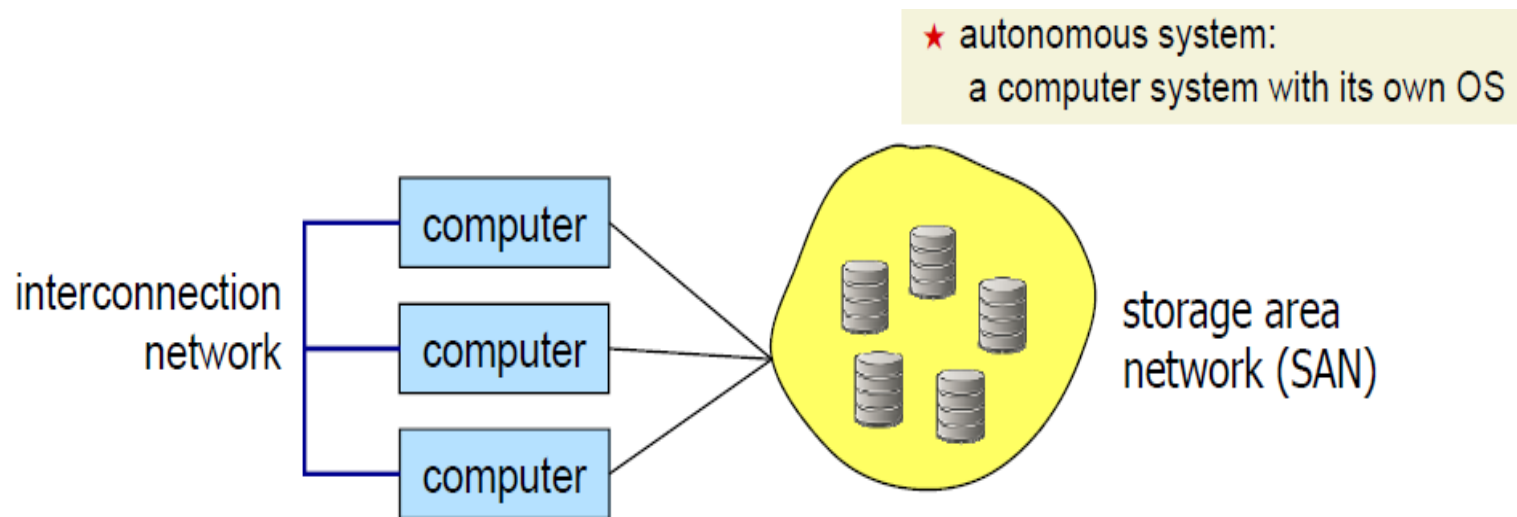 ★ autonomous system:
a computer system with its own OS
computer
interconnection
network
computer
computer
storage area
network (SAN)